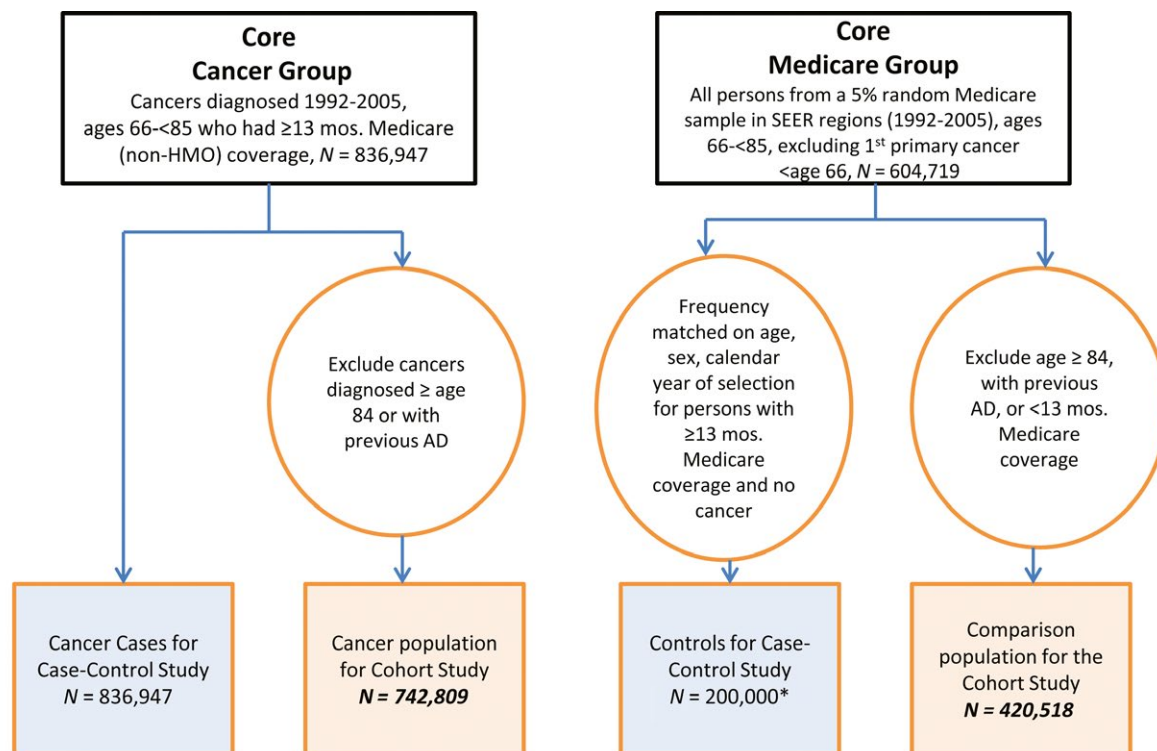 Core
Cancer Group
Cancers diagnosed 1992-2005,
ages 66-<85 who had ≥13 mos. Medicare
(non-HMO) coverage, N = 836,947
Core
Medicare Group
All persons from a 5% random Medicare
sample in SEER regions (1992-2005), ages
66-<85, excluding 1st primary cancer
<age 66, N = 604,719
Exclude cancers
diagnosed ≥ age
84 or with
previous AD
Frequency
matched on age,
sex, calendar
year of selection
for persons with
≥13 mos.
Medicare
coverage and no
cancer
Exclude age ≥ 84,
with previous
AD, or <13 mos.
Medicare
coverage
Cancer Cases for
Case-Control Study
N = 836,947
Cancer population
for Cohort Study
N = 742,809
Controls for Case-
Control Study
N = 200,000*
Comparison
population for the
Cohort Study
N = 420,518